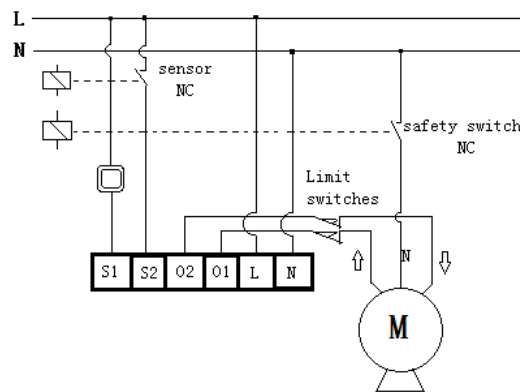 L
N
sensor
NC
safety switch
NC
Limit
switches
S1 S2 O2 O1 L N
N
M